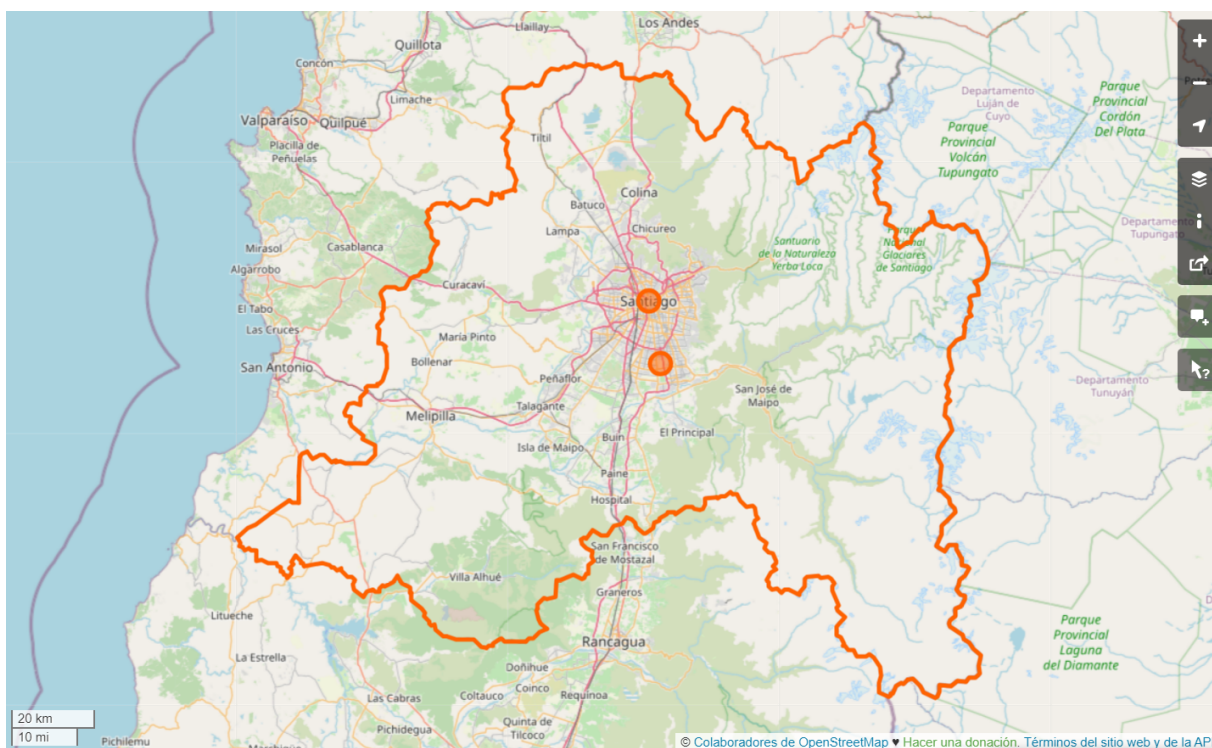 Los Andes
Llaillay
Quillota
Concón
Limache
Valparaíso
Quilpué
Placilla de
Peñuelas
Tiltil
Departamento
Luján de
Cuyo
Parque
Provincial
Cordón
Del Plata
Parque
Provincial
Volcán
Tupungato
Colina
Batuco
Lampa
Chicureo
Mirasol
Casablanca
Algarrobo
Santuario
de la Naturaleza
Yerba Loca
Parque
Nacional
Glaciares
de Santiago
Departamento
Tupungato
Curacaví
Santiago
El Tabo
Las Cruces
María Pinto
San Antonio
Bollenar
Peñaflor
San José de
Maipo
Departamento
Tunuyán
Melipilla
Talagante
Isla de Maipo
Buin
El Principal
Paine
Hospital
San Francisco
de Mostazal
Villa Alhué
Graneros
Litueche
Rancagua
La Estrella
Doñihue
Coinco
Coltauco
Requinoa
Las Cabras
Quinta de
Tilcoco
Pichidegua
Pichilemu
Parque
Provincial
Laguna
del Diamante
20 km
10 mi
© Colaboradores de OpenStreetMap ♥ Hacer una donación. Términos del sitio web y de la AP